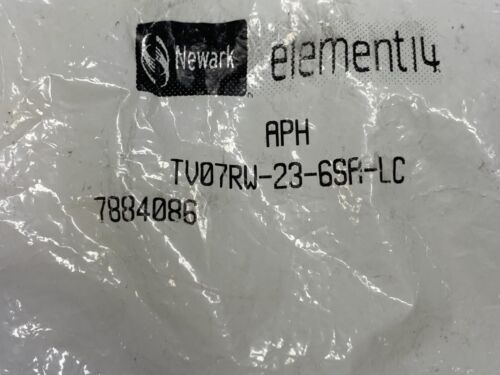 Newark element14
APH
TV07RW-23-6SA-LC
7884086